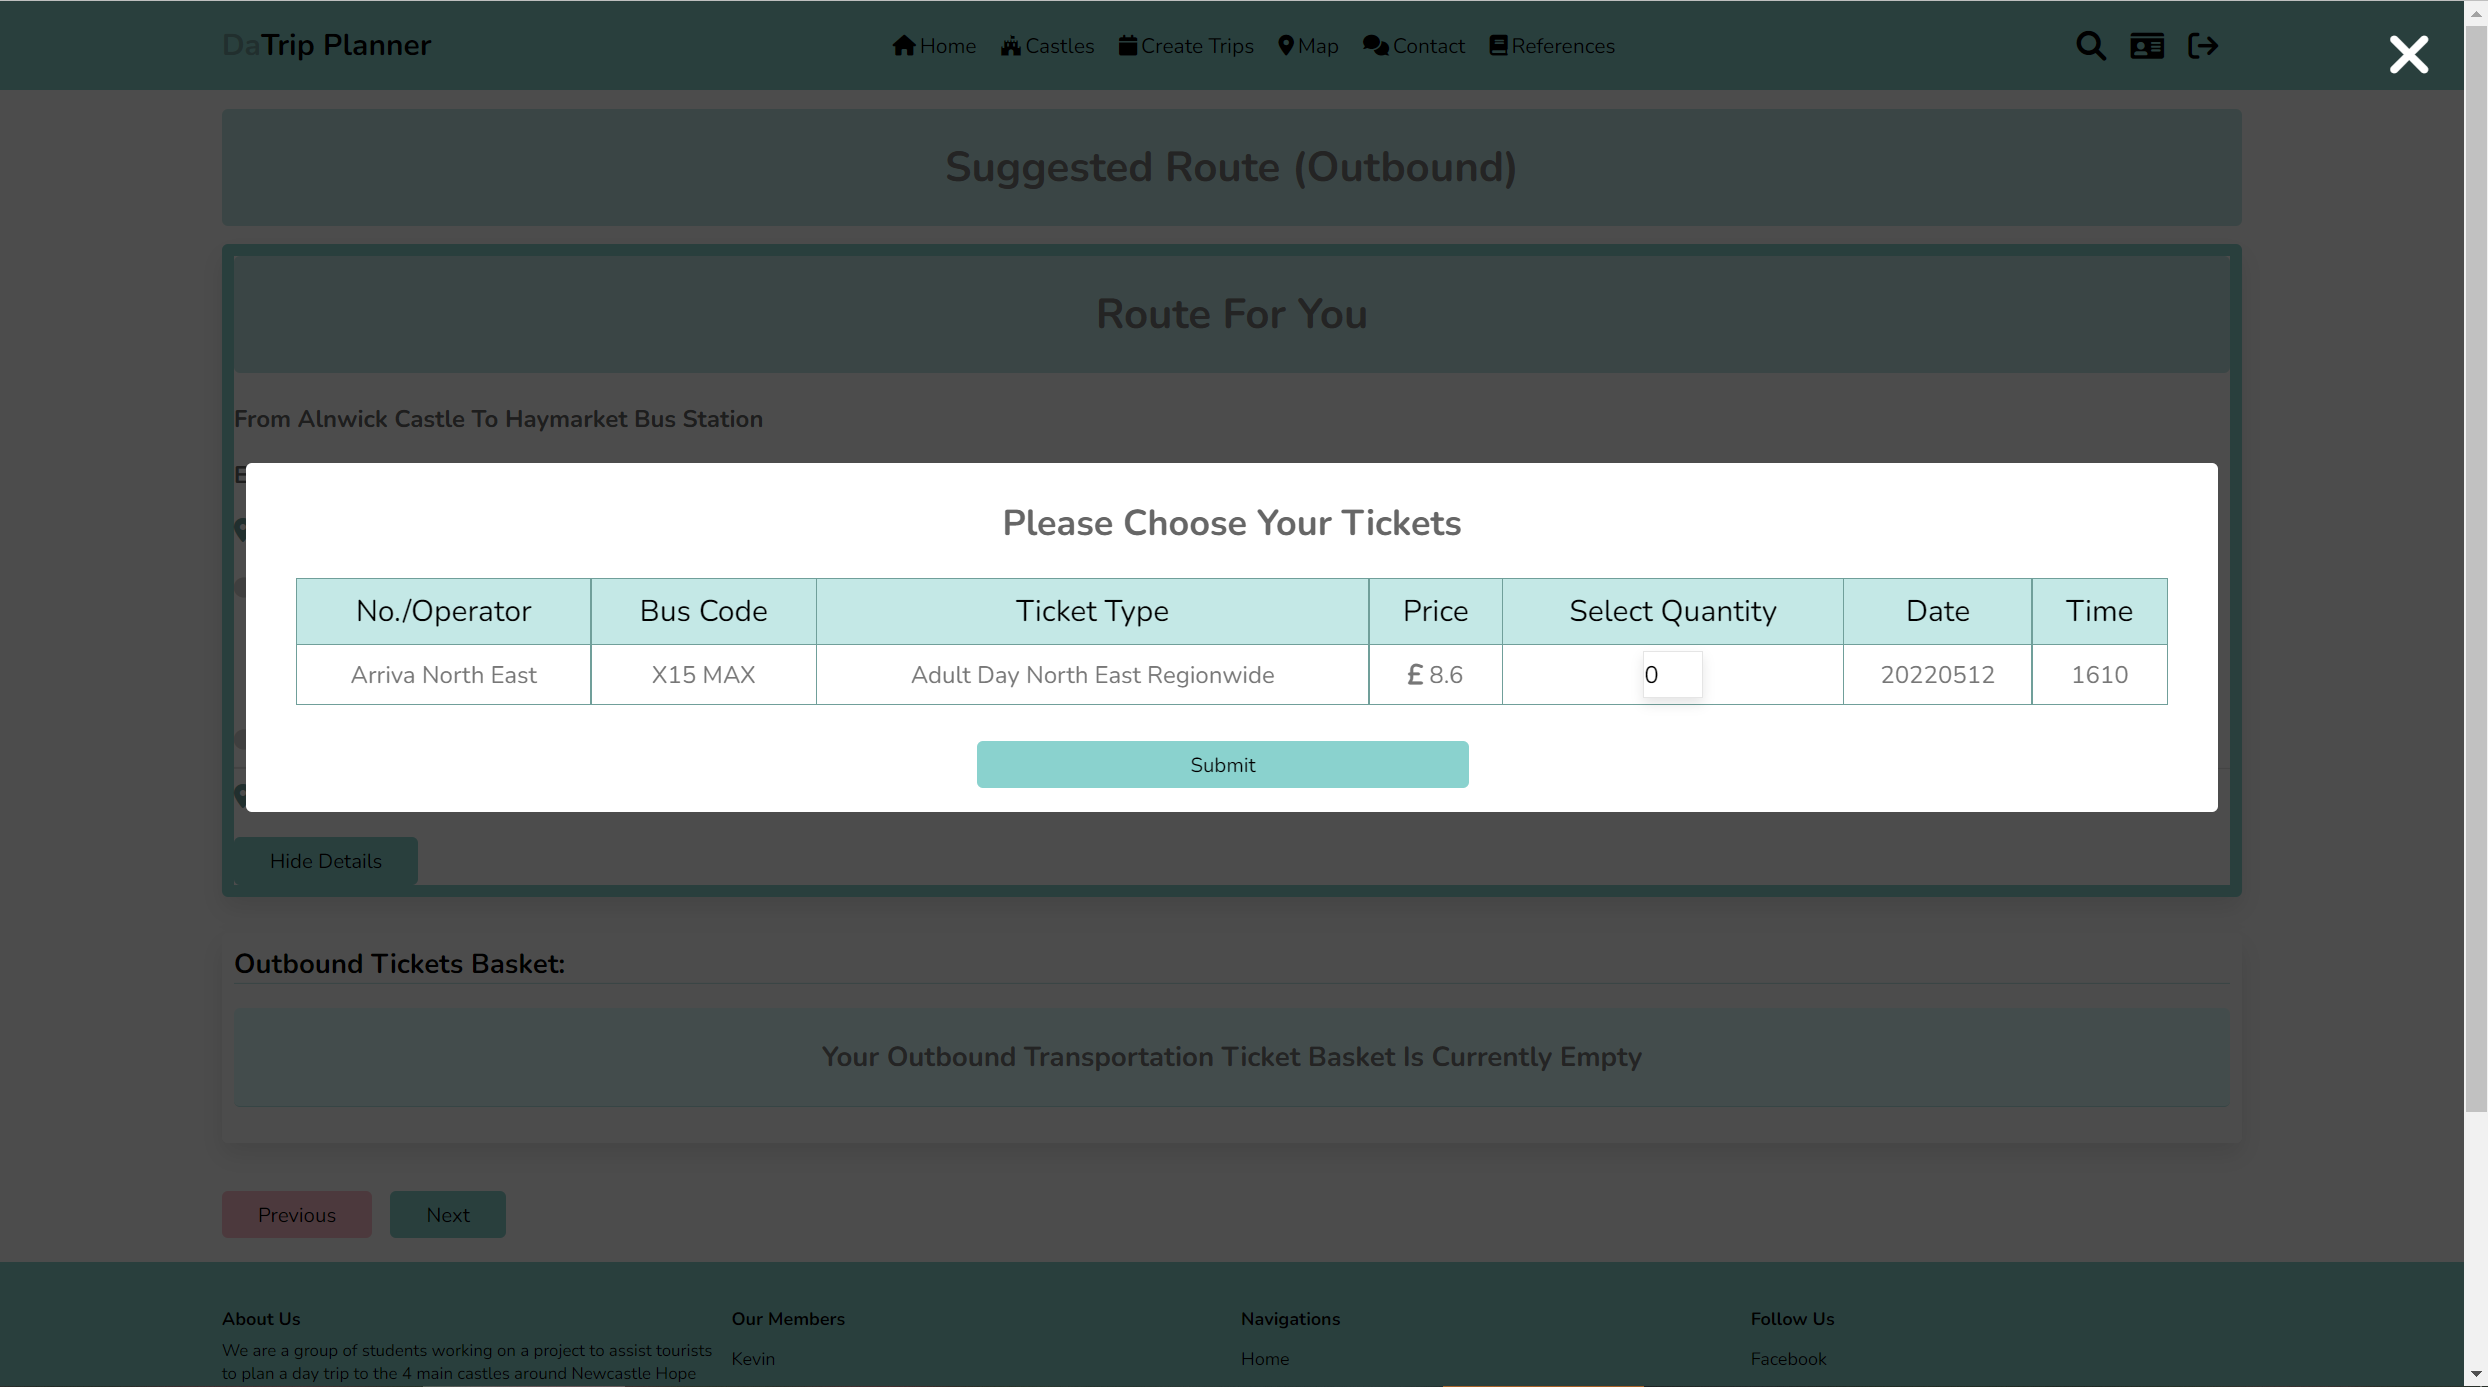 DaTrip Planner
Home Castles Create Trips Map Contact References
Suggested Route (Outbound)
Route For You
From Alnwick Castle To Haymarket Bus Station
Please Choose Your Tickets
No./Operator Bus Code Ticket Type Price Select Quantity Date Time
Arriva North East X15 MAX Adult Day North East Regionwide £ 8.6 0 20220512 1610
Submit
Hide Details
Outbound Tickets Basket:
Your Outbound Transportation Ticket Basket Is Currently Empty
Previous Next
About Us Our Members Navigations Follow Us
We are a group of students working on a project to assist tourists
to plan a day trip to the 4 main castles around Newcastle Hope
Kevin Home Facebook